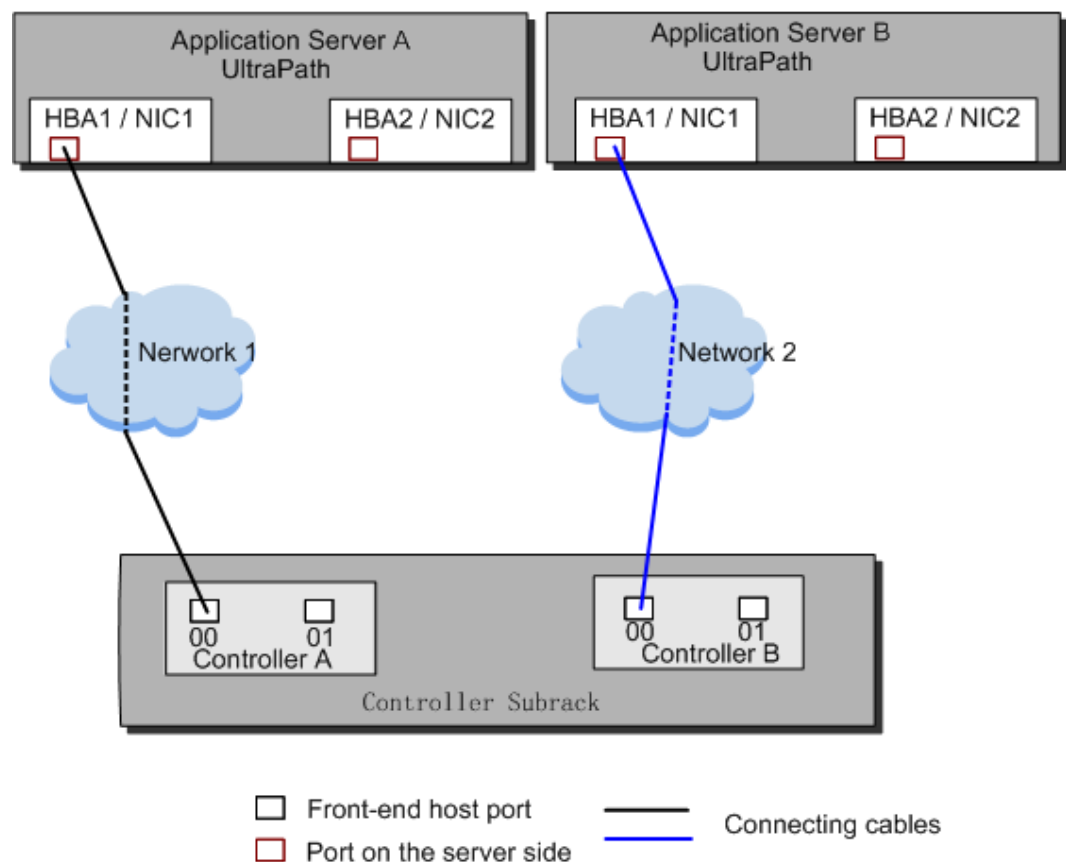 Application Server A
UltraPath
HBA1 / NIC1
HBA2 / NIC2
Application Server B
UltraPath
HBA1 / NIC1
HBA2 / NIC2
Nerwork 1
Network 2
00
01
Controller A
00
01
Controller B
Controller Subrack
Front-end host port
Port on the server side
Connecting cables